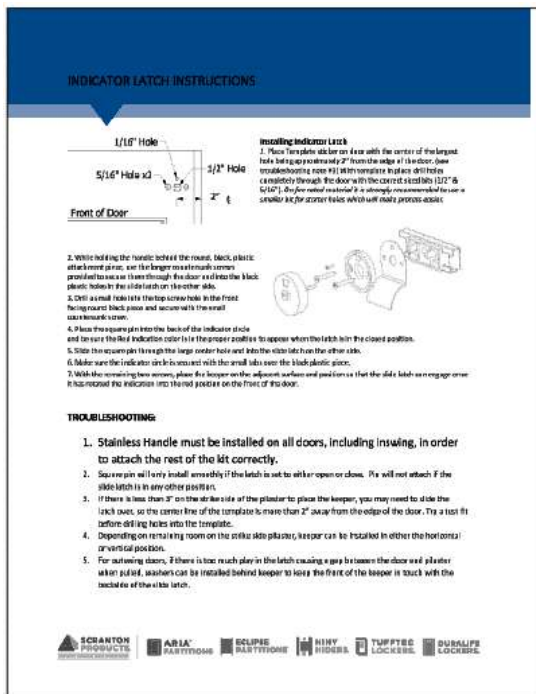 INDICATOR LATCH INSTRUCTIONS
1/16" Hole
5/16" Hole x2
1/2" Hole
2"
Front of Door
Installing Indicator Latch
1. Place Template sticker on door with the center of the largest
hole being approximately 2" from the edge of the door. (see
troubleshooting note #3) With template in place drill holes
completely through the door with the correct sized bits (1/2" &
5/16"). On fire rated material it is strongly recommended to use a
smaller bit for starter holes which will make process easier.
2. While holding the handle behind the round, black, plastic
attachment piece, use the longer countersunk screws
provided to secure them through the door and into the black
plastic holes in the slide latch on the other side.
3. Drill a small hole into the top screw hole in the front
facing round black piece and secure with the small
countersunk screw.
4. Place the square pin into the back of the indicator circle
and be sure the Red indication color is in the proper position to appear when the latch is in the closed position.
5. Slide the square pin through the large center hole and into the slide latch on the other side.
6. Make sure the indicator circle is secured with the small tabs over the black plastic piece.
7. With the remaining two screws, place the keeper on the adjacent surface and position so that the slide latch can engage once
it has rotated the indication into the red position on the front of the door.
TROUBLESHOOTING:
1. Stainless Handle must be installed on all doors, including inswing, in order
to attach the rest of the kit correctly.
2. Square pin will only install smoothly if the latch is set to either open or close. Pin will not attach if the
slide latch is in any other position.
3. If there is less than 3" on the strike side of the pilaster to place the keeper, you may need to slide the
latch over, so the center line of the template is more than 2" away from the edge of the door. Try a test fit
before drilling holes into the template.
4. Depending on remaining room on the strike side pilaster, keeper can be installed in either the horizontal
or vertical position.
5. For outswing doors, if there is too much play in the latch causing a gap between the door and pilaster
when pulled, washers can be installed behind keeper to keep the front of the keeper in touch with the
backside of the slide latch.
SCRANTON PRODUCTS
ARIA PARTITIONS
ECLIPSE PARTITIONS
HINY HIDERS
TUFFTEC LOCKERS
DURALIFE LOCKERS